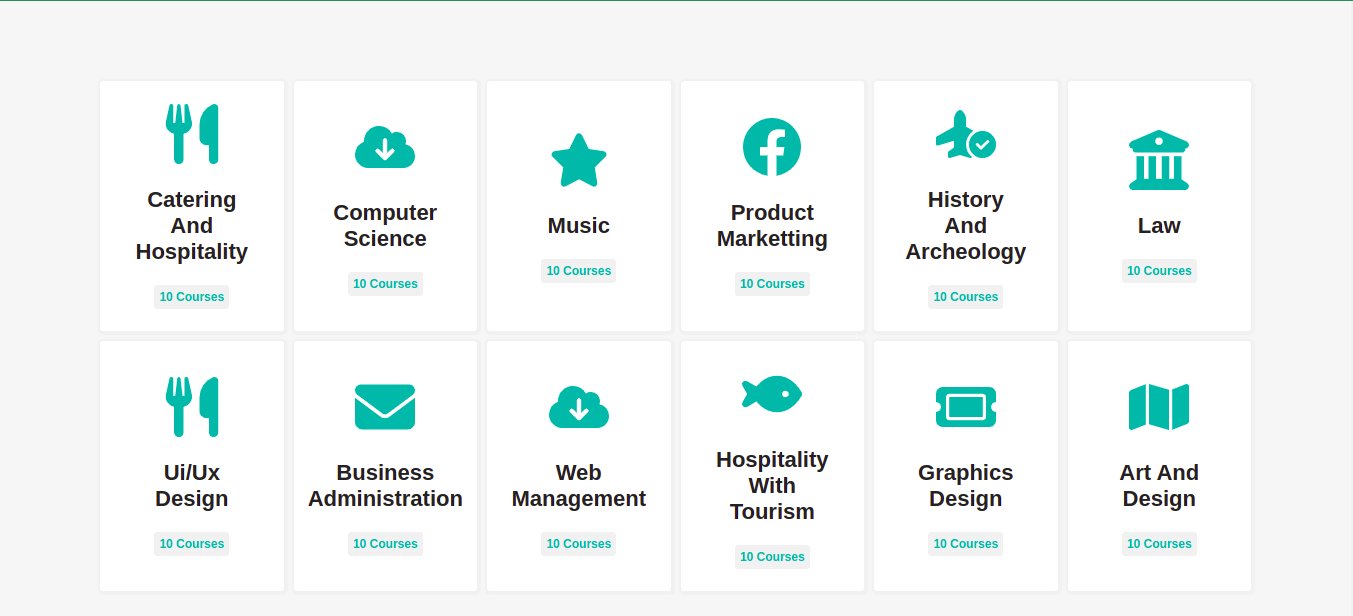 Catering
And
Hospitality
10 Courses
Computer
Science
10 Courses
Music
10 Courses
Product
Marketting
10 Courses
History
And
Archeology
10 Courses
Law
10 Courses
Ui/Ux
Design
10 Courses
Business
Administration
10 Courses
Web
Management
10 Courses
Hospitality
With
Tourism
10 Courses
Graphics
Design
10 Courses
Art And
Design
10 Courses